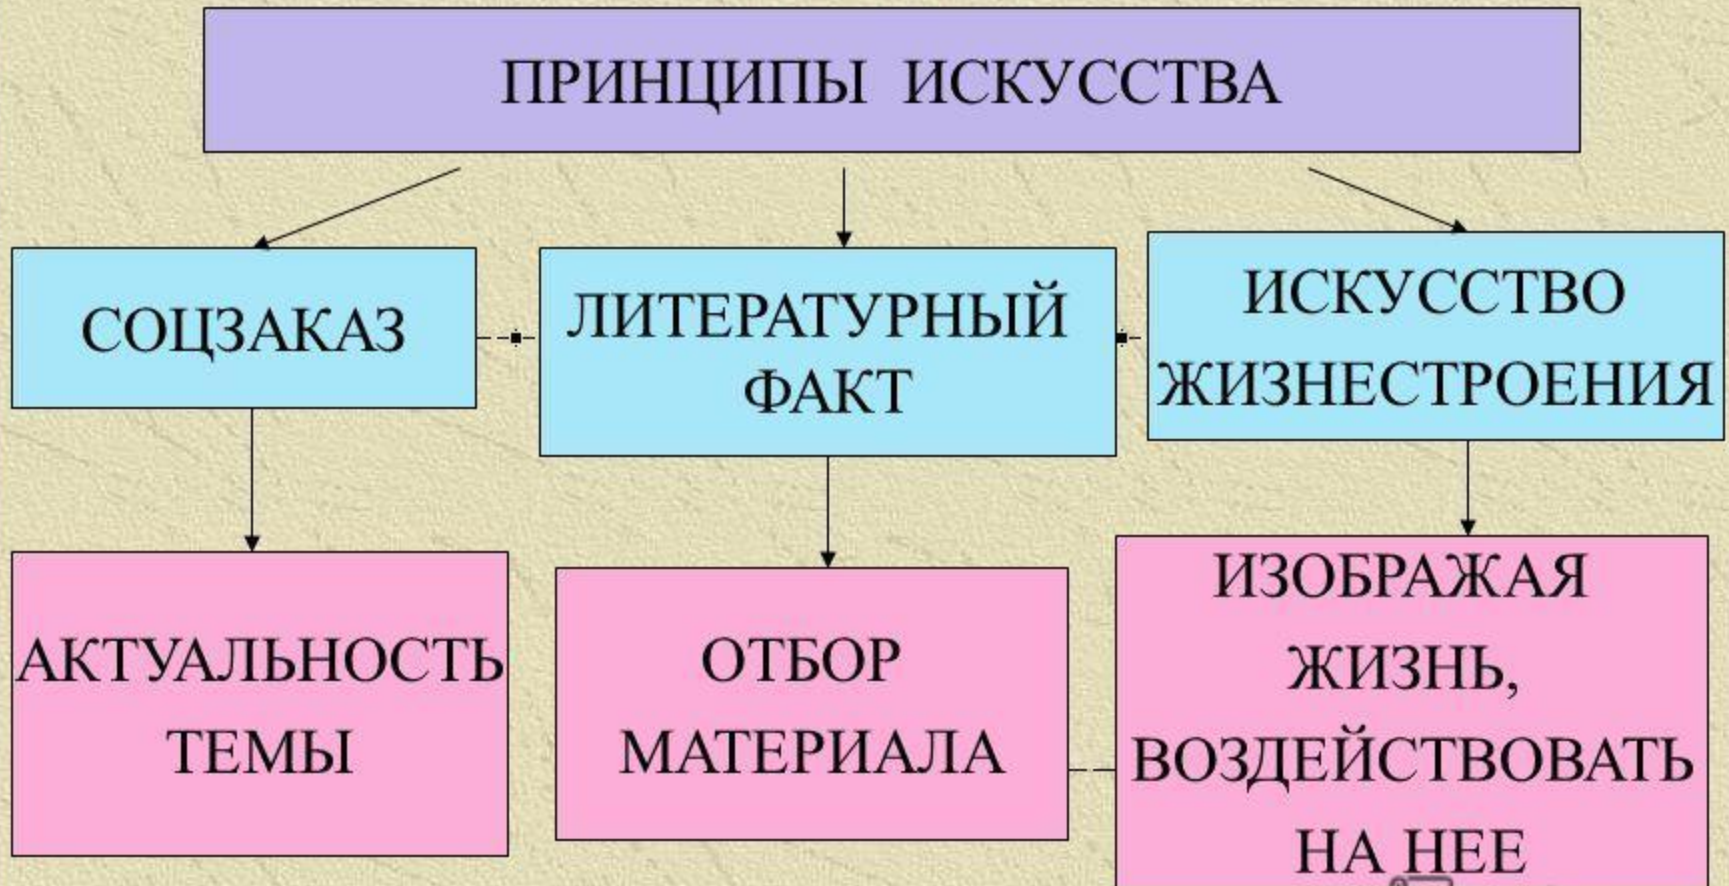 ПРИНЦИПЫ ИСКУССТВА
СОЦЗАКАЗ
ЛИТЕРАТУРНЫЙ
ФАКТ
ИСКУССТВО
ЖИЗНЕСТРОЕНИЯ
АКТУАЛЬНОСТЬ
ТЕМЫ
ОТБОР
МАТЕРИАЛА
ИЗОБРАЖАЯ
ЖИЗНЬ,
ВОЗДЕЙСТВОВАТЬ
НА НЕЕ